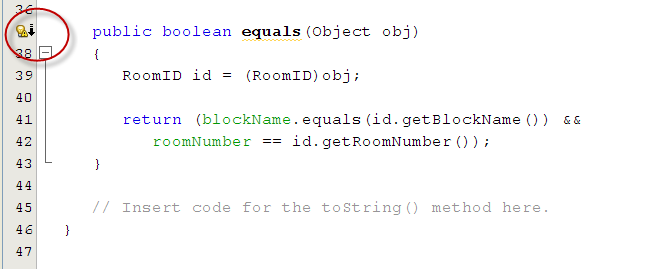 36
public boolean equals(Object obj)
38 {
39 RoomID id = (RoomID)obj;
40
41 return (blockName.equals(id.getBlockName()) &&
42 roomNumber == id.getRoomNumber());
43 }
44
45 // Insert code for the toString() method here.
46 }
47